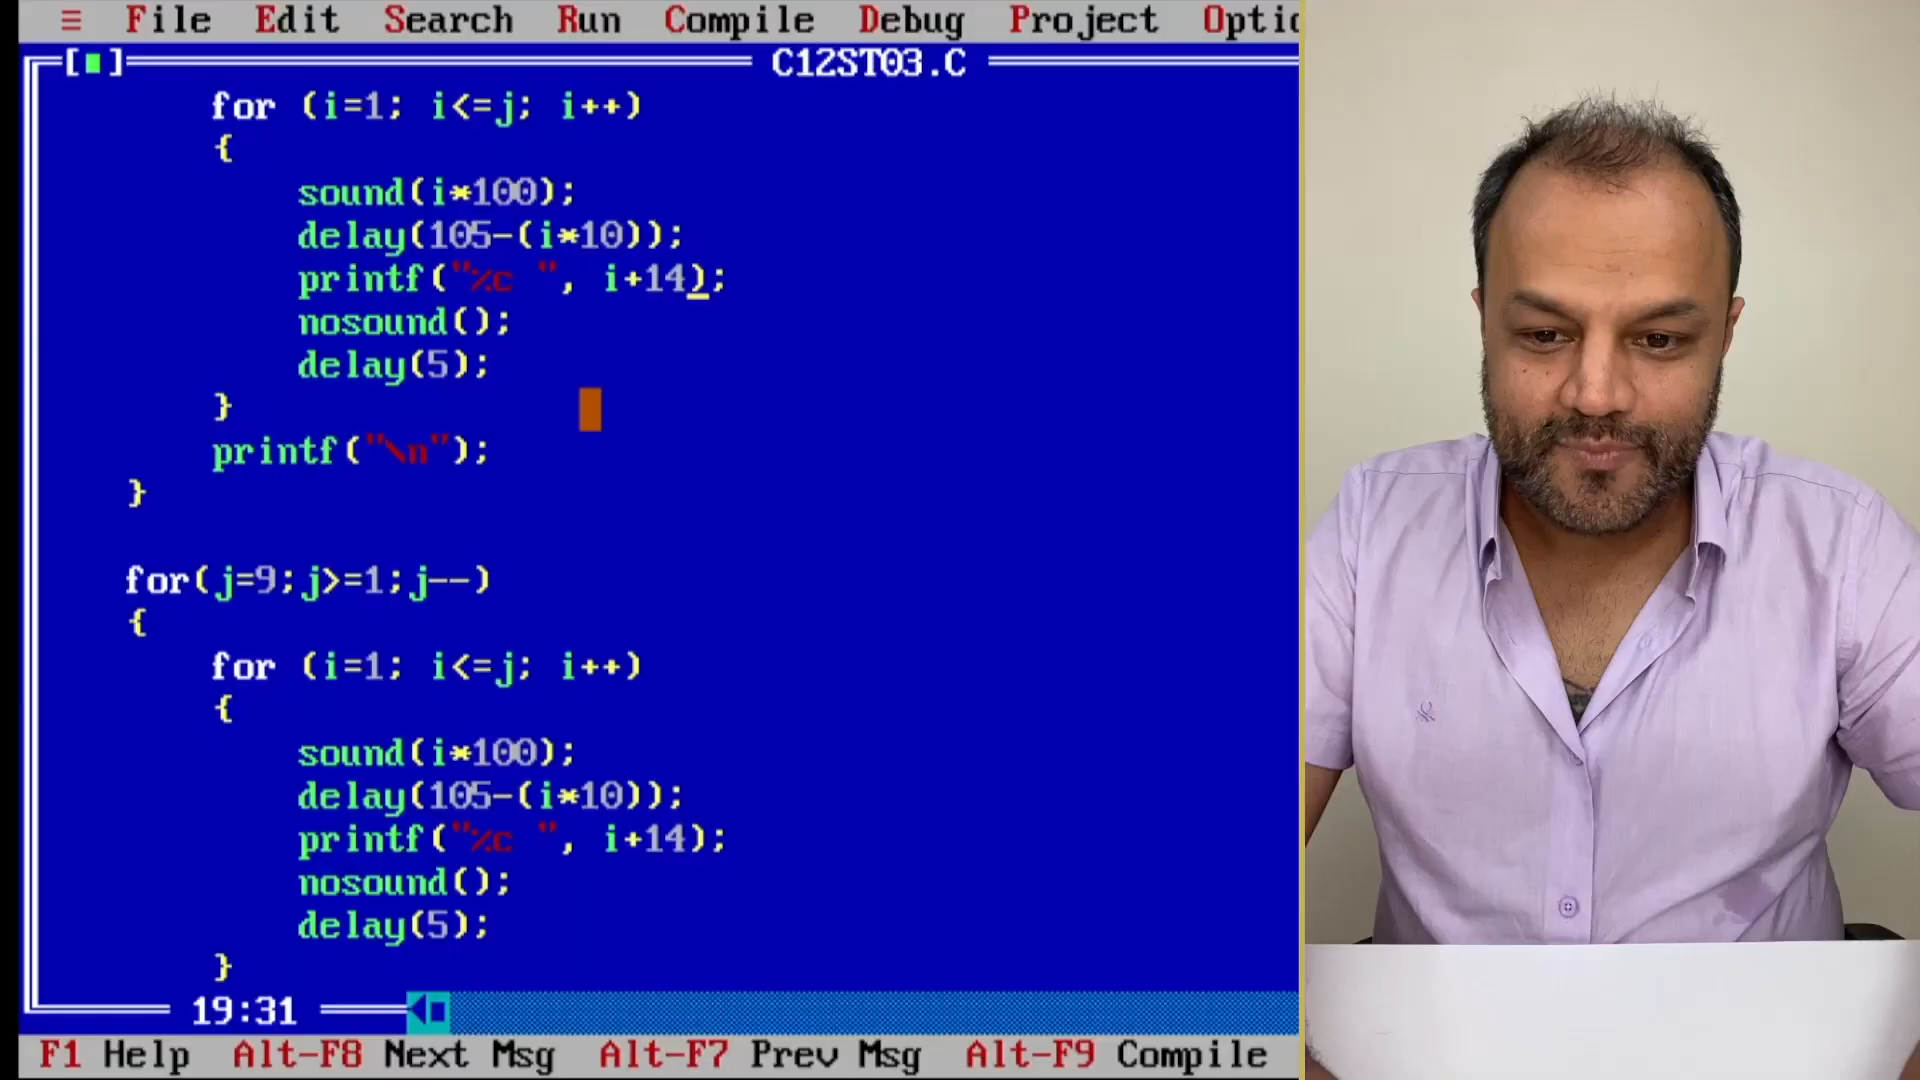 ≡ File Edit Search Run Compile Debug Project Optio
[■] C12ST03.C
for (i=1; i<=j; i++)
{
sound(i*100);
delay(105-(i*10));
printf("%c ", i+14);
nosound();
delay(5);
}
printf("\n");
}
for(j=9;j>=1;j--)
{
for (i=1; i<=j; i++)
{
sound(i*100);
delay(105-(i*10));
printf("%c ", i+14);
nosound();
delay(5);
}
19:31
F1 Help Alt-F8 Next Msg Alt-F7 Prev Msg Alt-F9 Compile